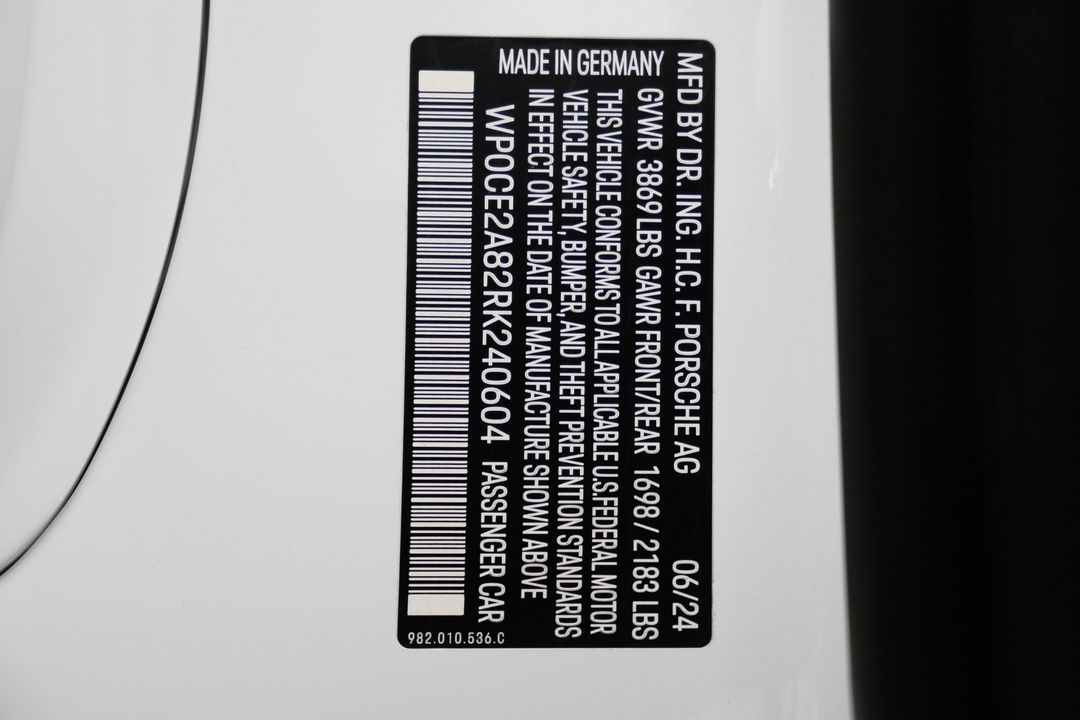 MFD BY DR. ING. H.C. F. PORSCHE AG 06/24
GVWR 3869 LBS GAWR FRONT/REAR 1698 / 2183 LBS
THIS VEHICLE CONFORMS TO ALL APPLICABLE U.S.FEDERAL MOTOR
VEHICLE SAFETY, BUMPER, AND THEFT PREVENTION STANDARDS
IN EFFECT ON THE DATE OF MANUFACTURE SHOWN ABOVE
WP0CE2A82RK240604 PASSENGER CAR
MADE IN GERMANY
982.010.536.C